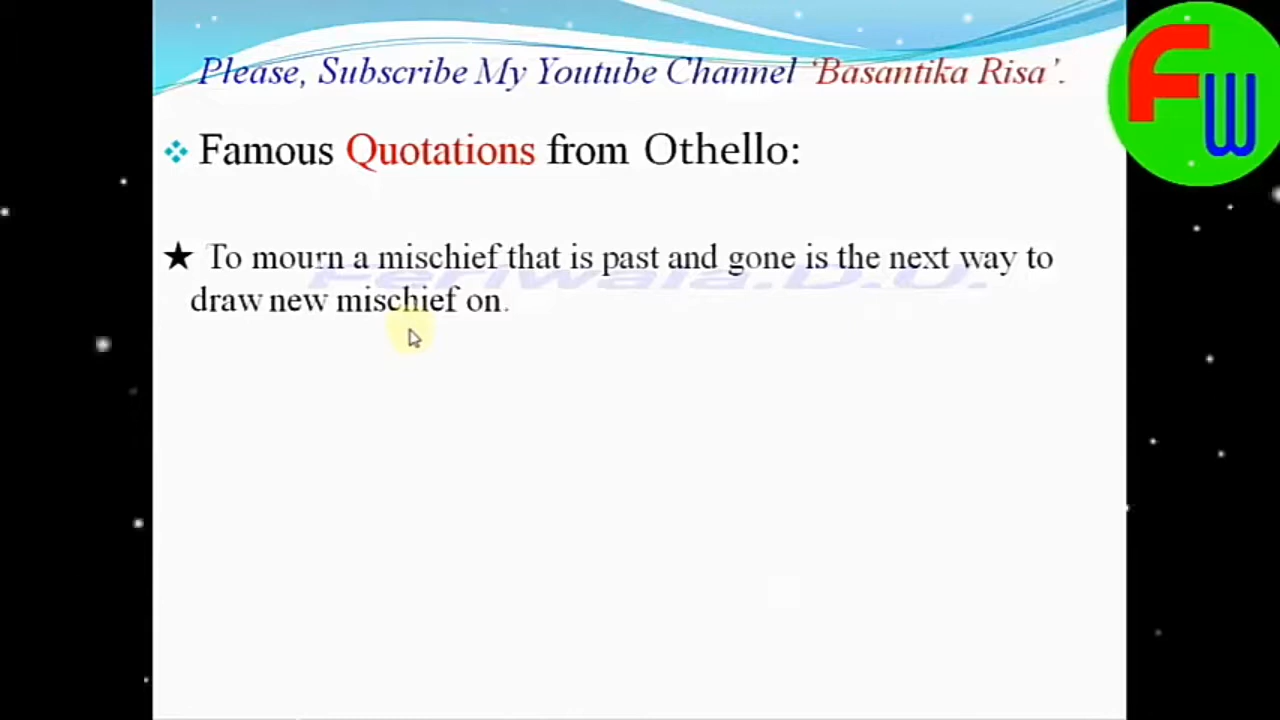 Please, Subscribe My Youtube Channel ‘Basantika Risa’.
FW
Famous Quotations from Othello:
★ To mourn a mischief that is past and gone is the next way to
draw new mischief on.
Feriwala.D.U.